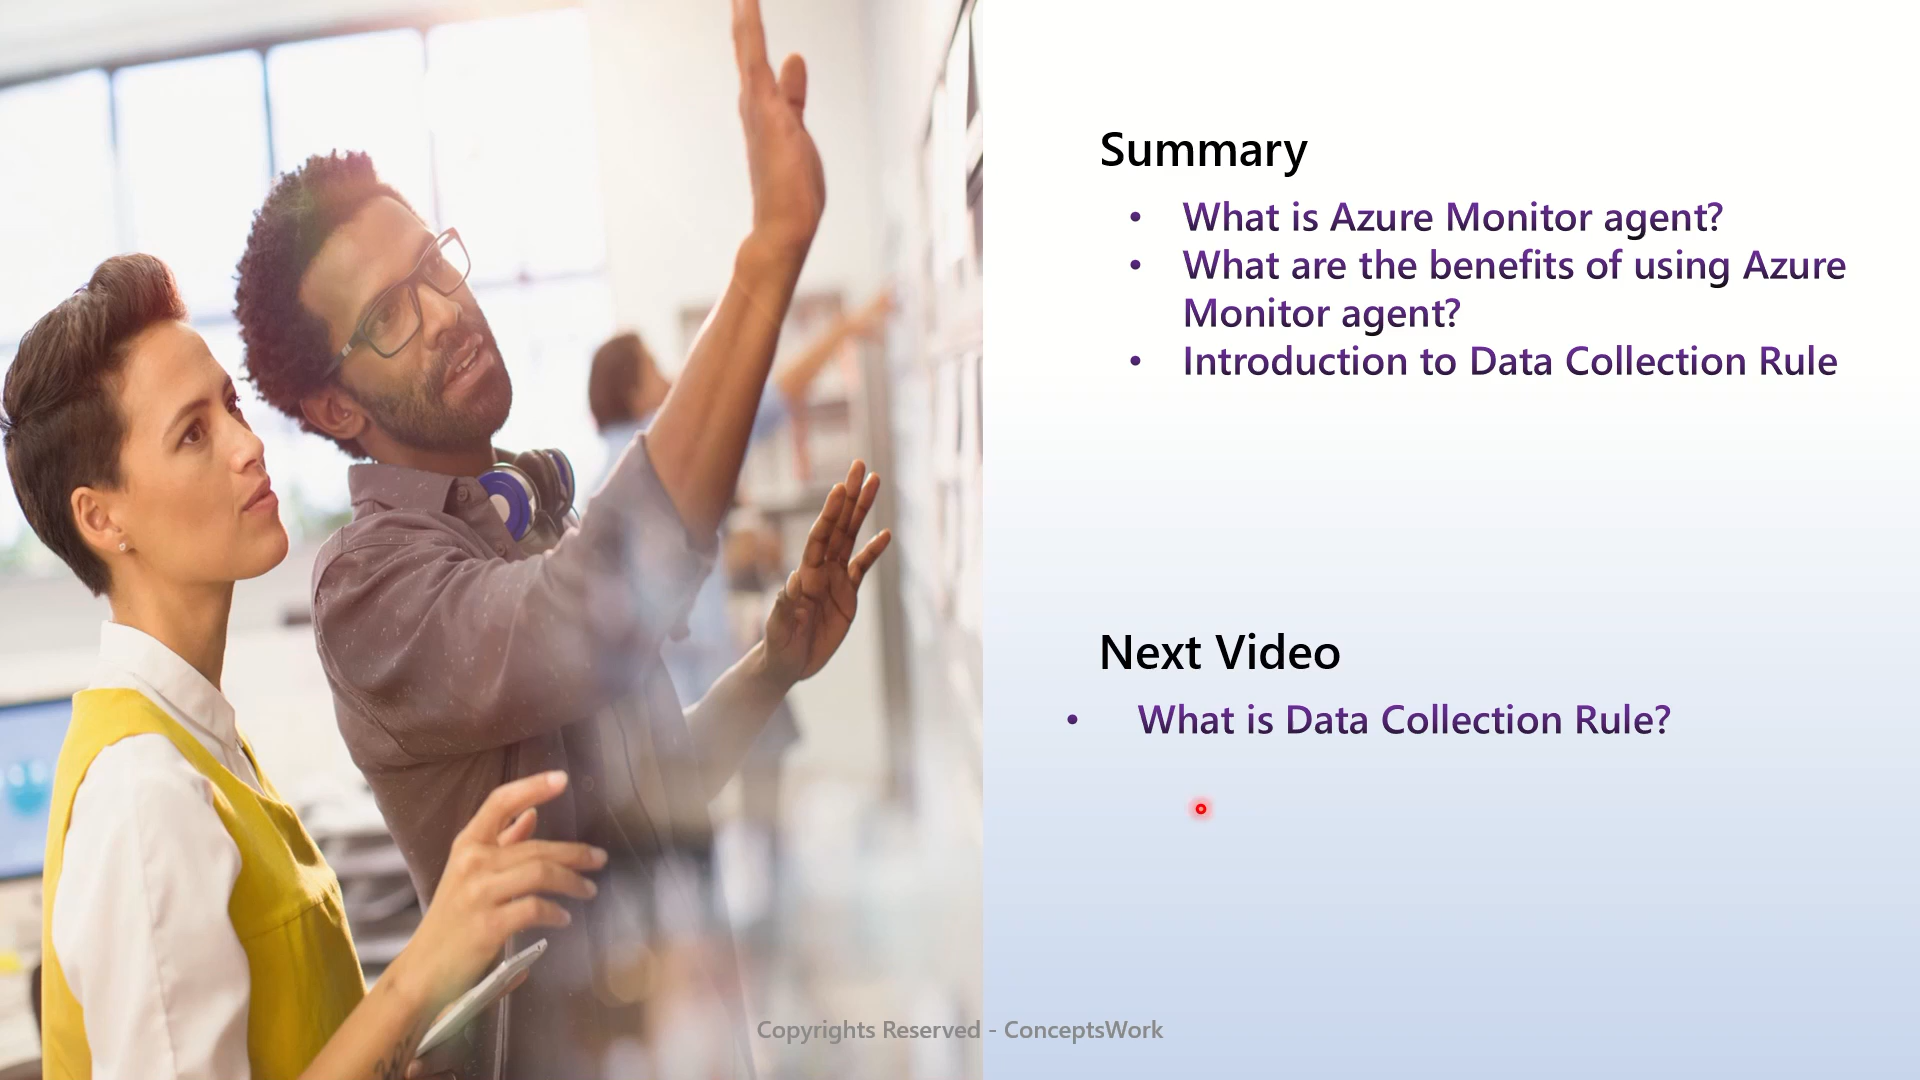 Summary
• What is Azure Monitor agent?
• What are the benefits of using Azure
Monitor agent?
• Introduction to Data Collection Rule
Next Video
• What is Data Collection Rule?
Copyrights Reserved - ConceptsWork